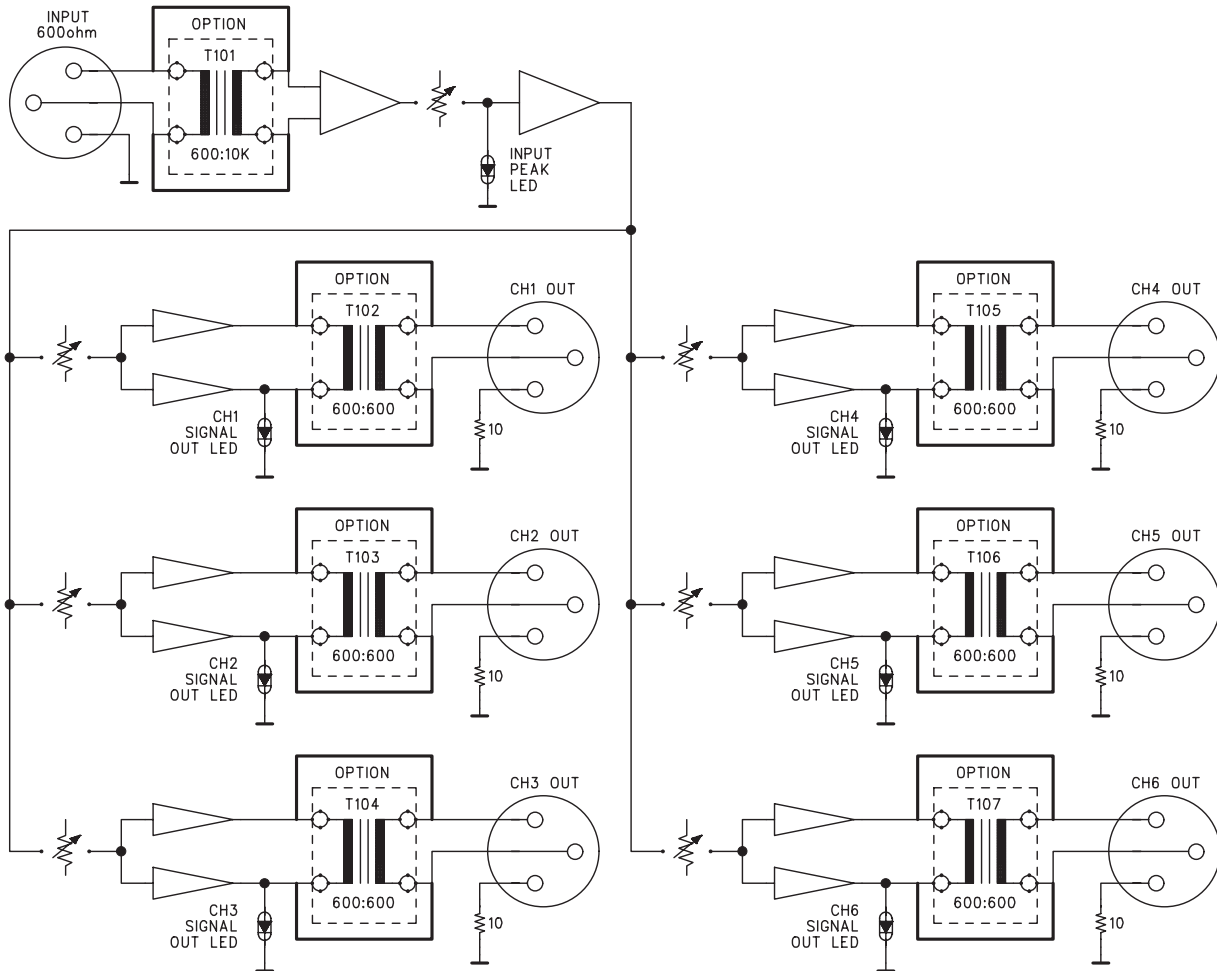 INPUT
600ohm
OPTION
T101
600:10K
INPUT
PEAK
LED
OPTION
T102
600:600
CH1 OUT
CH1
SIGNAL
OUT LED
10
OPTION
T105
600:600
CH4 OUT
CH4
SIGNAL
OUT LED
10
OPTION
T103
600:600
CH2 OUT
CH2
SIGNAL
OUT LED
10
OPTION
T106
600:600
CH5 OUT
CH5
SIGNAL
OUT LED
10
OPTION
T104
600:600
CH3 OUT
CH3
SIGNAL
OUT LED
10
OPTION
T107
600:600
CH6 OUT
CH6
SIGNAL
OUT LED
10